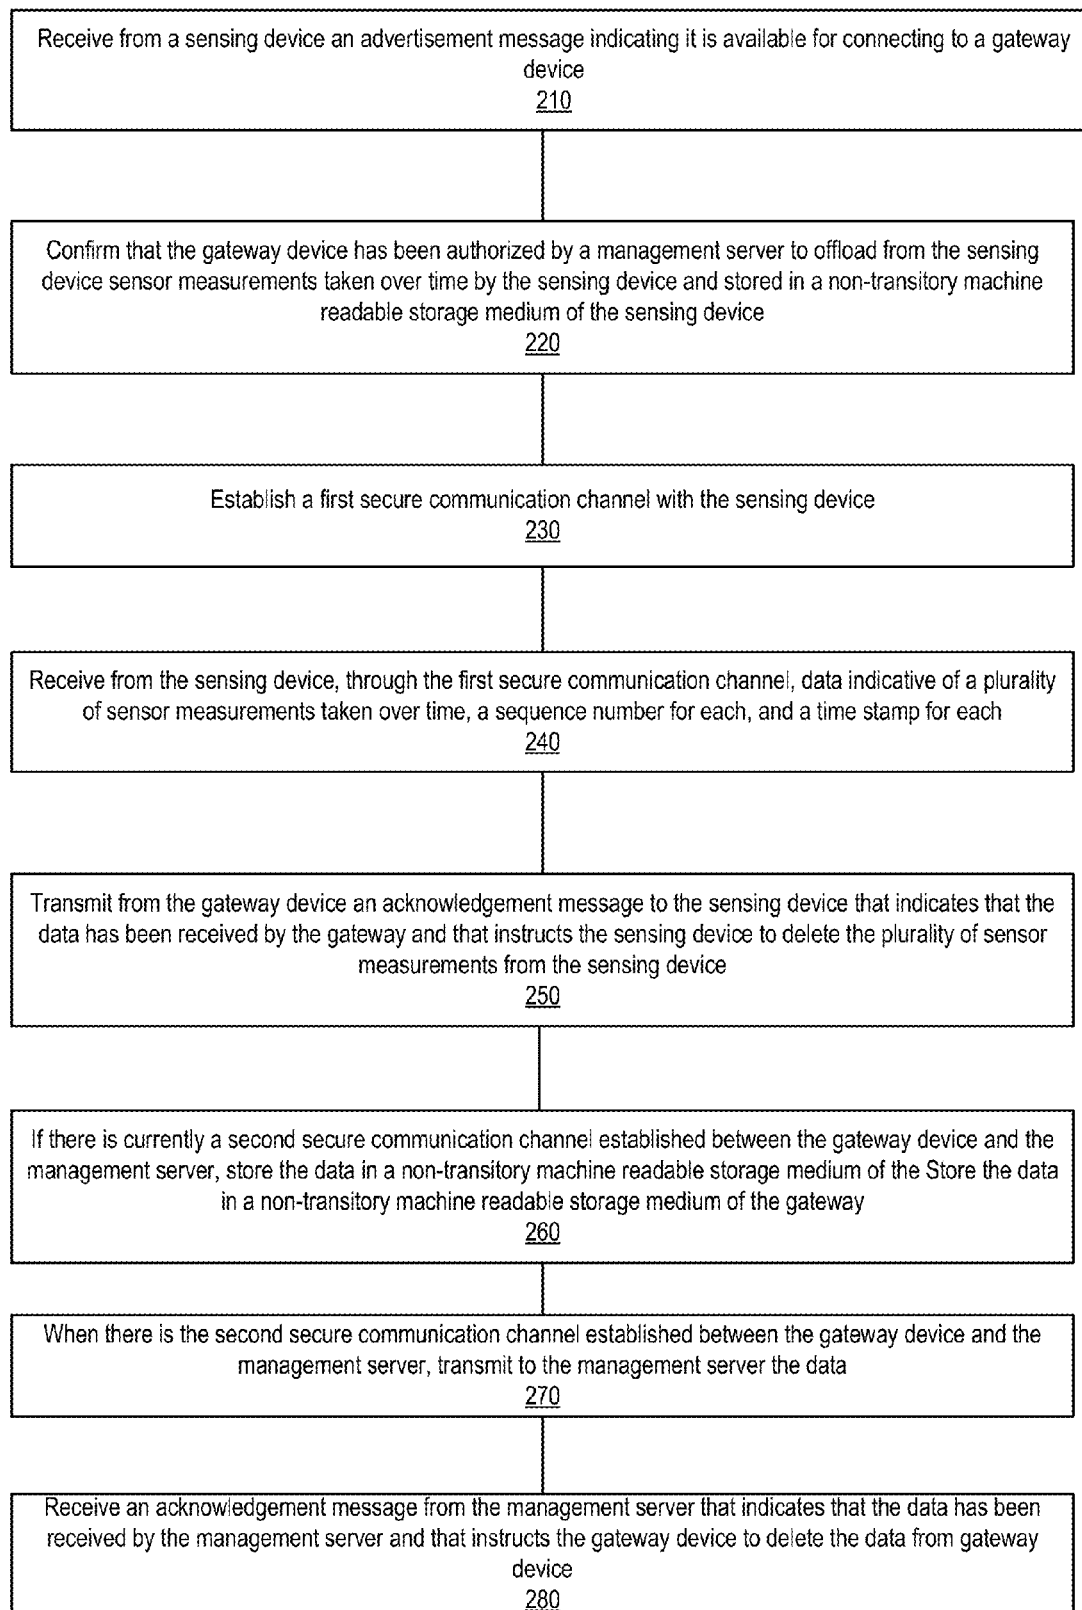 Receive from a sensing device an advertisement message indicating it is available for connecting to a gateway
device
210
Confirm that the gateway device has been authorized by a management server to offload from the sensing
device sensor measurements taken over time by the sensing device and stored in a non-transitory machine
readable storage medium of the sensing device
220
Establish a first secure communication channel with the sensing device
230
Receive from the sensing device, through the first secure communication channel, data indicative of a plurality
of sensor measurements taken over time, a sequence number for each, and a time stamp for each
240
Transmit from the gateway device an acknowledgement message to the sensing device that indicates that the
data has been received by the gateway and that instructs the sensing device to delete the plurality of sensor
measurements from the sensing device
250
If there is currently a second secure communication channel established between the gateway device and the
management server, store the data in a non-transitory machine readable storage medium of the Store the data
in a non-transitory machine readable storage medium of the gateway
260
When there is the second secure communication channel established between the gateway device and the
management server, transmit to the management server the data
270
Receive an acknowledgement message from the management server that indicates that the data has been
received by the management server and that instructs the gateway device to delete the data from gateway
device
280